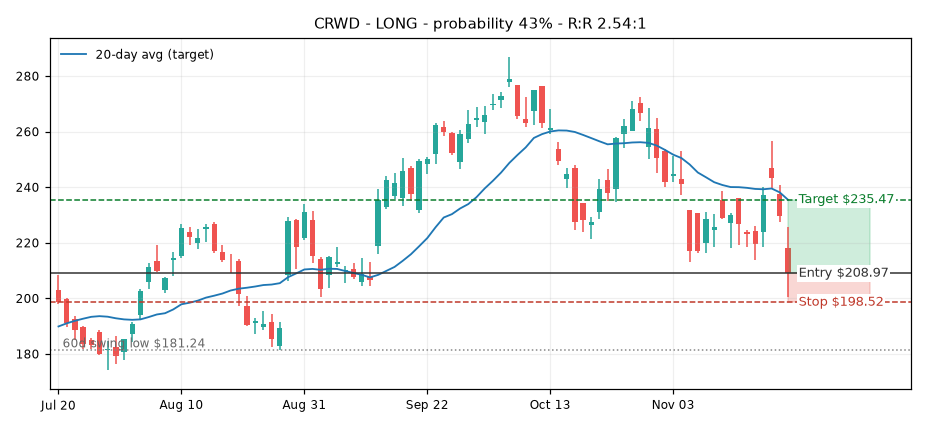 CRWD - LONG - probability 43% - R:R 2.54:1
20-day avg (target)
280
260
240
220
200
180
Target $235.47
Entry $208.97
Stop $198.52
60d swing low $181.24
Jul 20
Aug 10
Aug 31
Sep 22
Oct 13
Nov 03